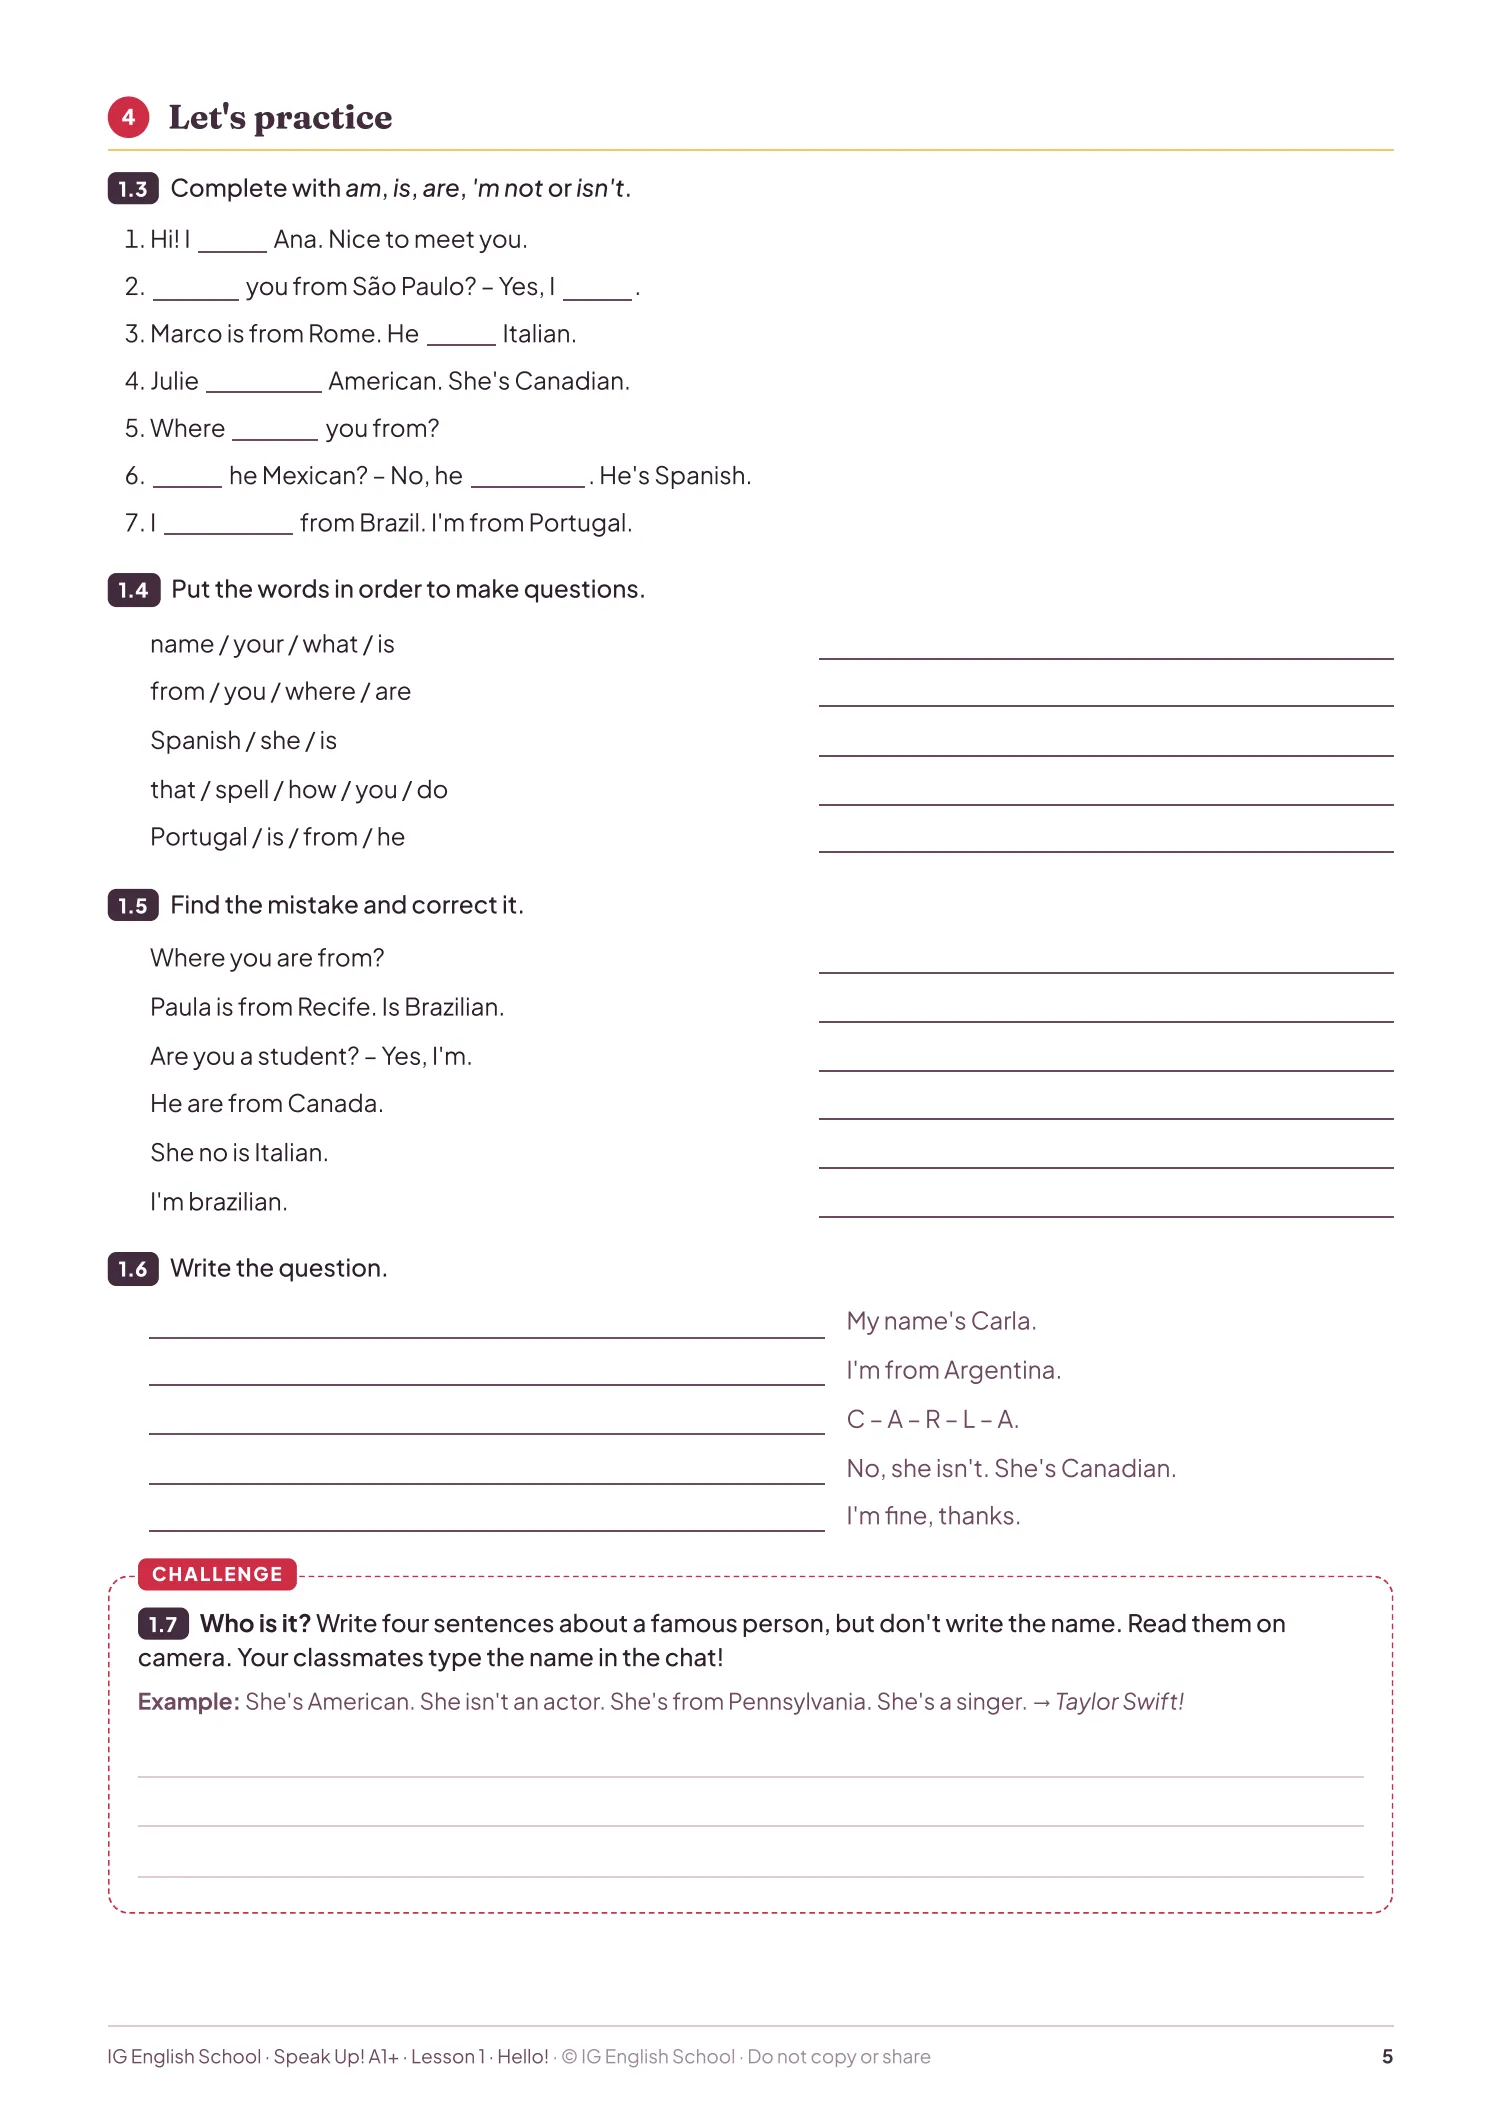 4 Let's practice
1.3 Complete with am, is, are, 'm not or isn't.
1. Hi! I _____ Ana. Nice to meet you.
2. ______ you from São Paulo? – Yes, I _____.
3. Marco is from Rome. He _____ Italian.
4. Julie ________ American. She's Canadian.
5. Where ______ you from?
6. _____ he Mexican? – No, he ________. He's Spanish.
7. I _________ from Brazil. I'm from Portugal.
1.4 Put the words in order to make questions.
name / your / what / is
from / you / where / are
Spanish / she / is
that / spell / how / you / do
Portugal / is / from / he
1.5 Find the mistake and correct it.
Where you are from?
Paula is from Recife. Is Brazilian.
Are you a student? – Yes, I'm.
He are from Canada.
She no is Italian.
I'm brazilian.
1.6 Write the question.
My name's Carla.
I'm from Argentina.
C – A – R – L – A.
No, she isn't. She's Canadian.
I'm fine, thanks.
CHALLENGE
1.7 Who is it? Write four sentences about a famous person, but don't write the name. Read them on
camera. Your classmates type the name in the chat!
Example: She's American. She isn't an actor. She's from Pennsylvania. She's a singer. → Taylor Swift!
IG English School · Speak Up! A1+ · Lesson 1 · Hello! · © IG English School · Do not copy or share 5